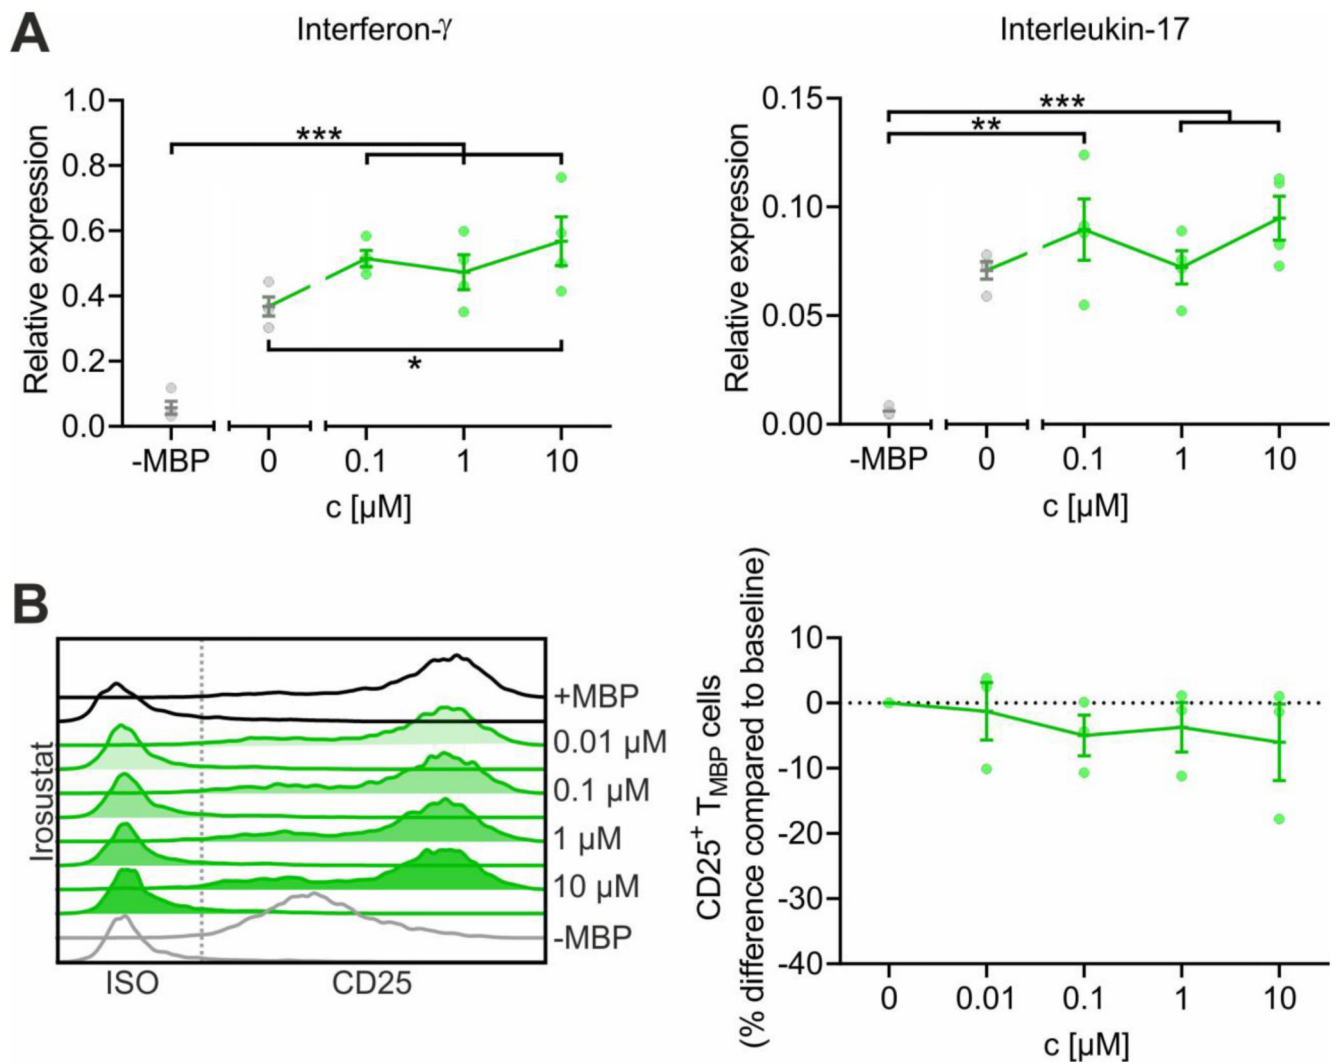 A
Interferon-γ
Relative expression
1.0
0.8
0.6
0.4
0.2
0.0
***
*
-MBP 0 0.1 1 10
c [µM]
Interleukin-17
Relative expression
0.15
0.10
0.05
0.00
***
**
-MBP 0 0.1 1 10
c [µM]
B
Irosustat
+MBP
0.01 µM
0.1 µM
1 µM
10 µM
-MBP
ISO CD25
CD25⁺ T_MBP cells
(% difference compared to baseline)
10
0
-10
-20
-30
-40
0 0.01 0.1 1 10
c [µM]